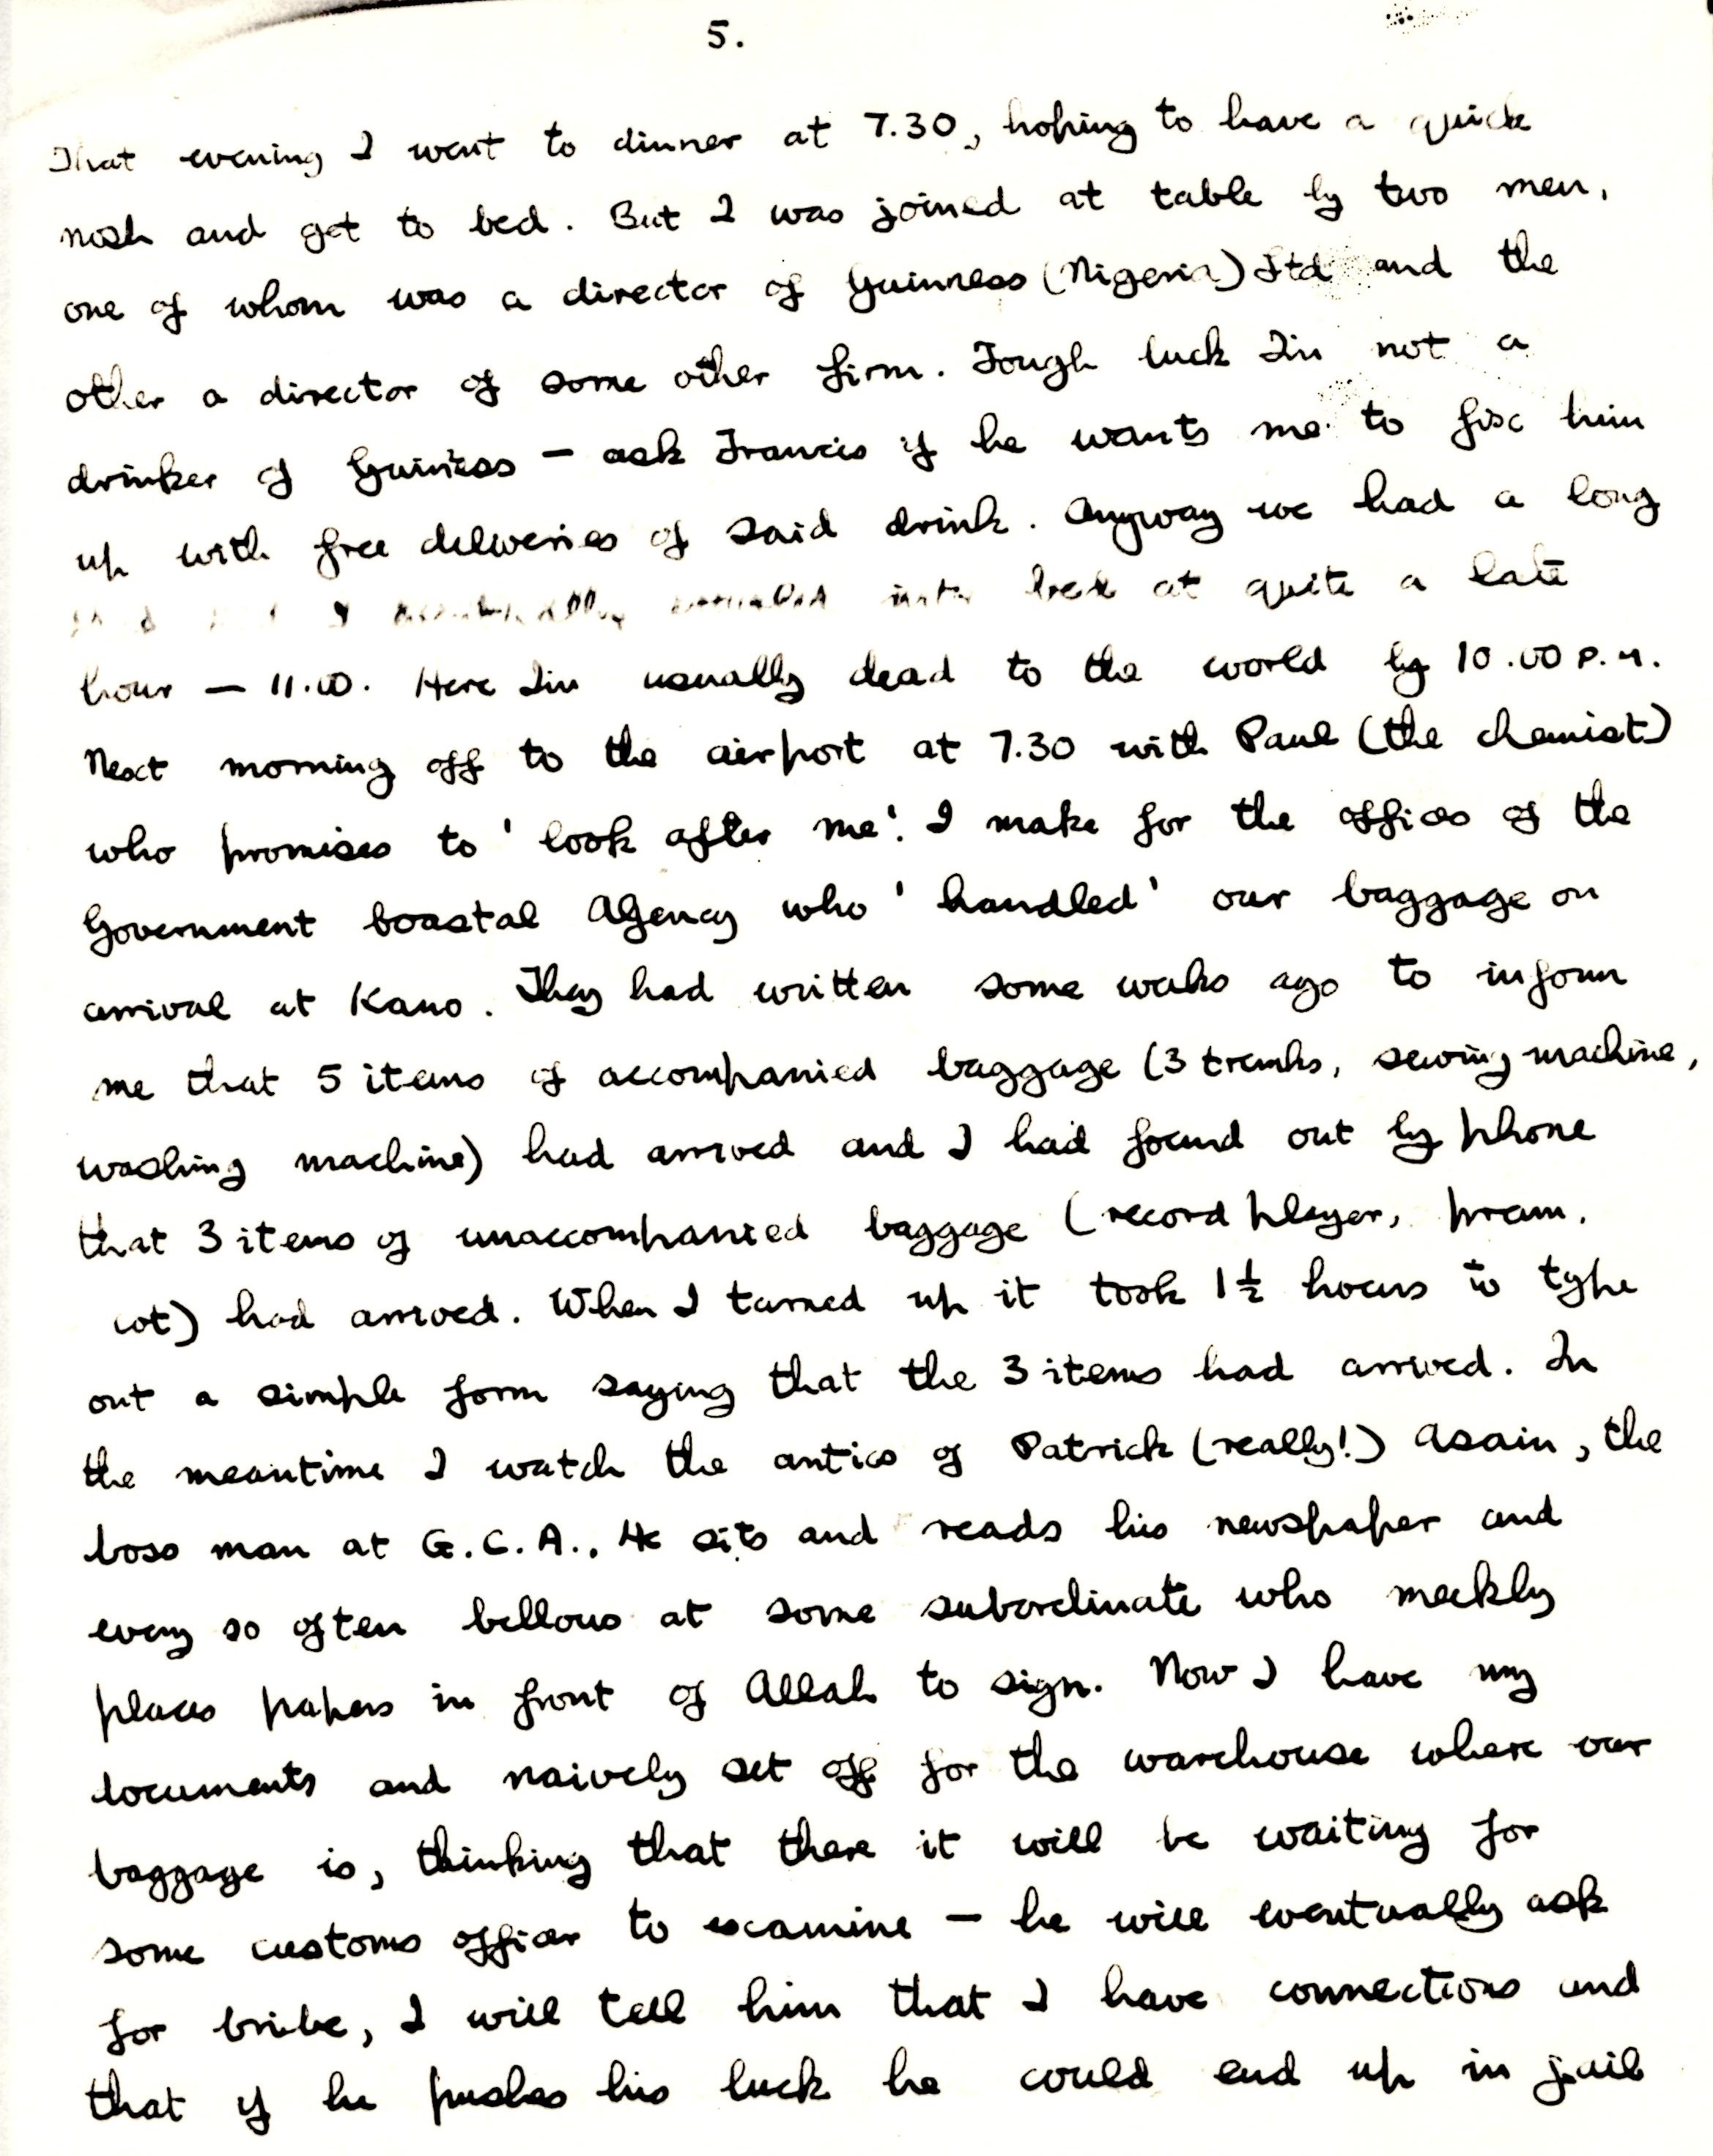 5.
That evening I went to dinner at 7.30, hoping to have a quick
nosh and get to bed. But I was joined at table by two men,
one of whom was a director of Guinness (Nigeria) Ltd and the
other a director of some other firm. Tough luck I'm not a
drinker of Guinness — ask Francis if he wants me to fix him
up with free deliveries of said drink. Anyway we had a long
and I eventually into bed at quite a late
hour — 11.00. Here I'm usually dead to the world by 10.00 P.M.
Next morning off to the airport at 7.30 with Paul (the chemist)
who promises to 'look after me'. I make for the offices of the
Government Coastal Agency who 'handled' our baggage on
arrival at Kano. They had written some weeks ago to inform
me that 5 items of accompanied baggage (3 trunks, sewing machine,
washing machine) had arrived and I had found out by phone
that 3 items of unaccompanied baggage (record player, pram,
cot) had arrived. When I turned up it took 1½ hours to type
out a simple form saying that the 3 items had arrived. In
the meantime I watch the antics of Patrick (really!) Asain, the
boss man at G.C.A.. He sits and reads his newspaper and
every so often bellows at some subordinate who meekly
places papers in front of Allah to sign. Now I have my
documents and naively set off for the warehouse where our
baggage is, thinking that there it will be waiting for
some customs officer to examine — he will eventually ask
for bribe, I will tell him that I have connections and
that if he pushes his luck he could end up in jail